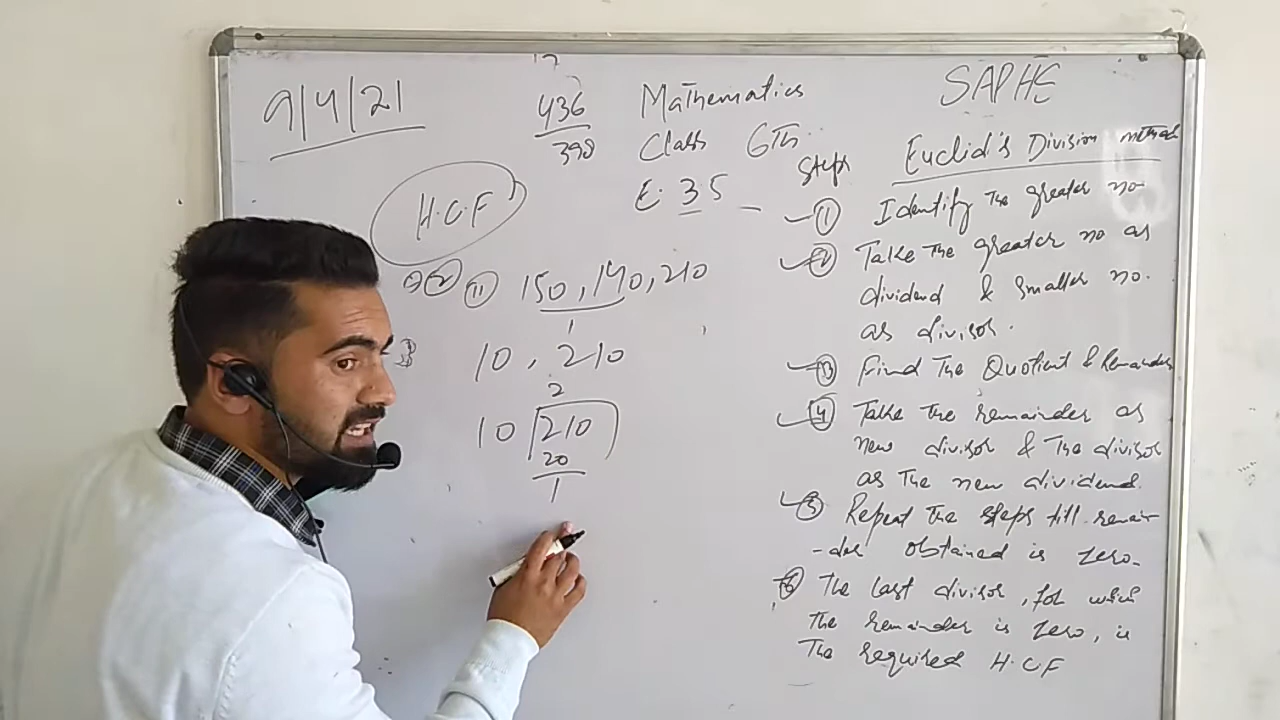 9/4/21
436
398
Mathematics
Class 6Th
E. 35
H.C.F
② ⑪ 150, 140, 210
1
10, 210
2
10 210
20
1
SAPHE
Euclid's Division method
Steps
① Identify The greater no
② Take The greater no as
dividend & Smaller no.
as divisor.
③ Find The Quotient & Remainder
④ Take The remainder as
new divisor & The divisor
as The new dividend.
⑤ Repeat The steps till remain-
-der obtained is zero.
⑥ The last divisor, for which
The remainder is zero, is
The required H.C.F